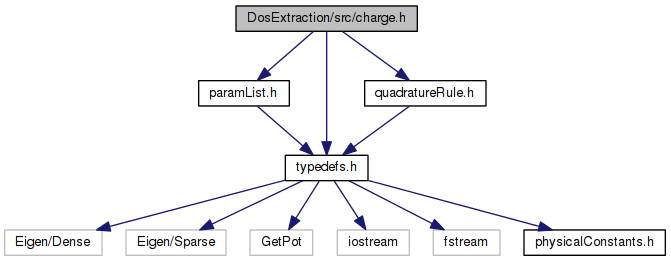 DosExtraction/src/charge.h
paramList.h
quadratureRule.h
typedefs.h
Eigen/Dense
Eigen/Sparse
GetPot
iostream
fstream
physicalConstants.h